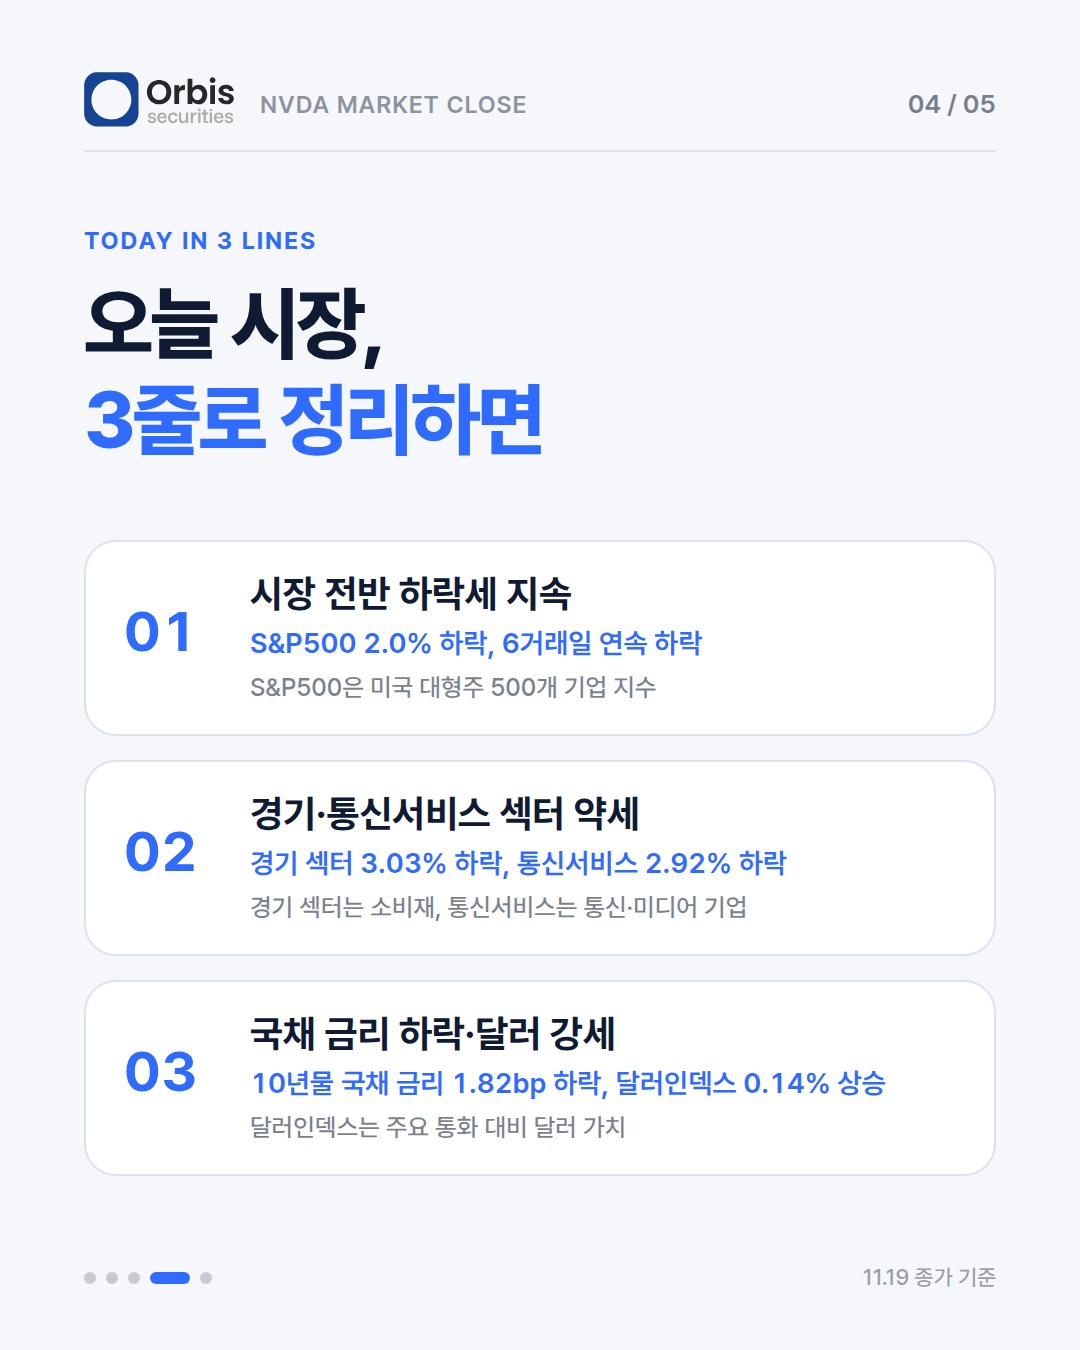 Orbis
securities
NVDA MARKET CLOSE
04 / 05
TODAY IN 3 LINES
오늘 시장,
3줄로 정리하면
01
시장 전반 하락세 지속
S&P500 2.0% 하락, 6거래일 연속 하락
S&P500은 미국 대형주 500개 기업 지수
02
경기·통신서비스 섹터 약세
경기 섹터 3.03% 하락, 통신서비스 2.92% 하락
경기 섹터는 소비재, 통신서비스는 통신·미디어 기업
03
국채 금리 하락·달러 강세
10년물 국채 금리 1.82bp 하락, 달러인덱스 0.14% 상승
달러인덱스는 주요 통화 대비 달러 가치
11.19 종가 기준